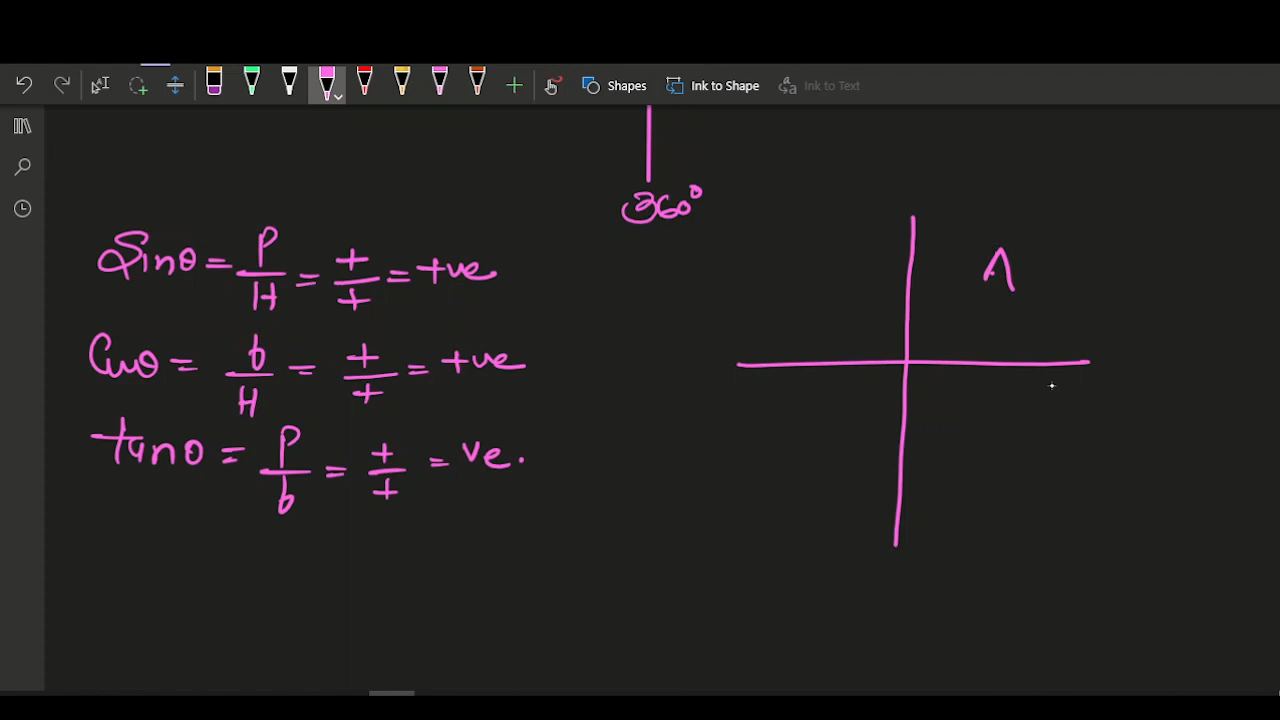 Shapes Ink to Shape Ink to Text
360°
Sinθ = P/H = +/+ = +ve
A
Cosθ = b/H = +/+ = +ve
tanθ = P/b = +/+ = ve.